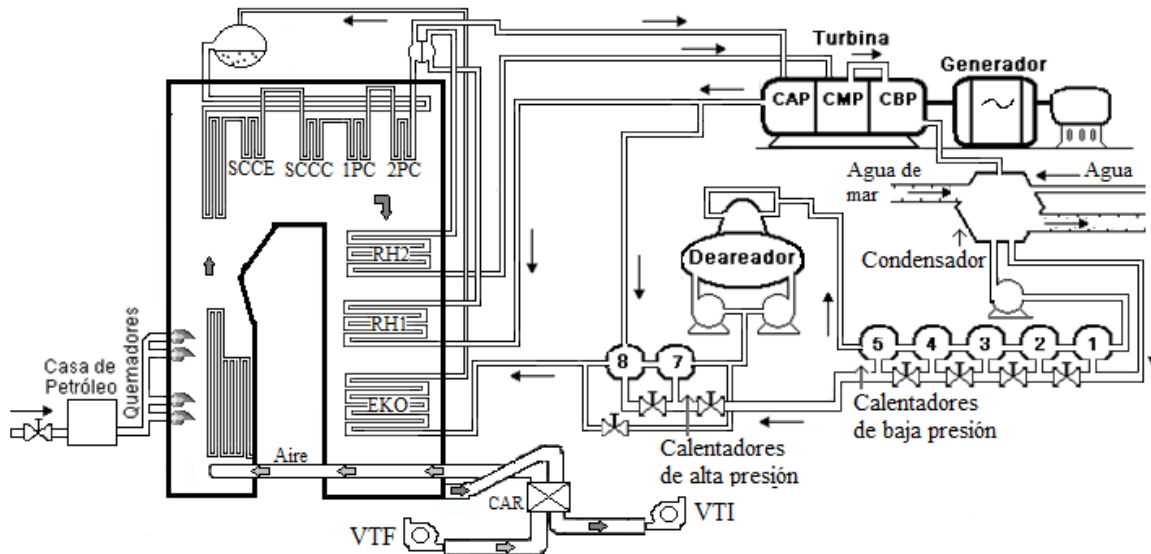 Turbina
Generador
CAP
CMP
CBP
SCCE
SCCC
1PC
2PC
Agua de
mar
Agua
RH2
Deareador
Condensador
RH1
Quemadores
Casa de
Petróleo
8
7
5
4
3
2
1
EKO
Calentadores
de baja presión
Calentadores
de alta presión
Aire
CAR
VTF
VTI